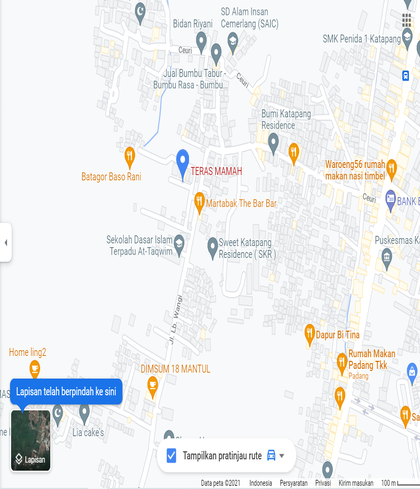 SD Alam Insan
Cemerlang (SAIC)
Bidan Riyani
SMK Penida 1 Katapang
Ceuri
Jual Bumbu Tabur -
Bumbu Rasa - Bumbu...
Ceuri
Bumi Katapang
Residence
Waroeng56 rumah
makan nasi timbel
Batagor Baso Rani
TERAS MAMAH
Ceuri
BANK B
Martabak The Bar Bar
Sekolah Dasar Islam
Terpadu At-Taqwim
Sweet Katapang
Residence ( SKR )
Puskesmas Ka
Jl. Lb. Wangi
Dapur Bi Tina
Home ling2
Rumah Makan
Padang Tkk
Padang
DIMSUM 18 MANTUL
Lapisan telah berpindah ke sini
Lia cake's
Sa
Lapisan
Tampilkan pratinjau rute
Data peta ©2021 Indonesia Persyaratan Privasi Kirim masukan 100 m